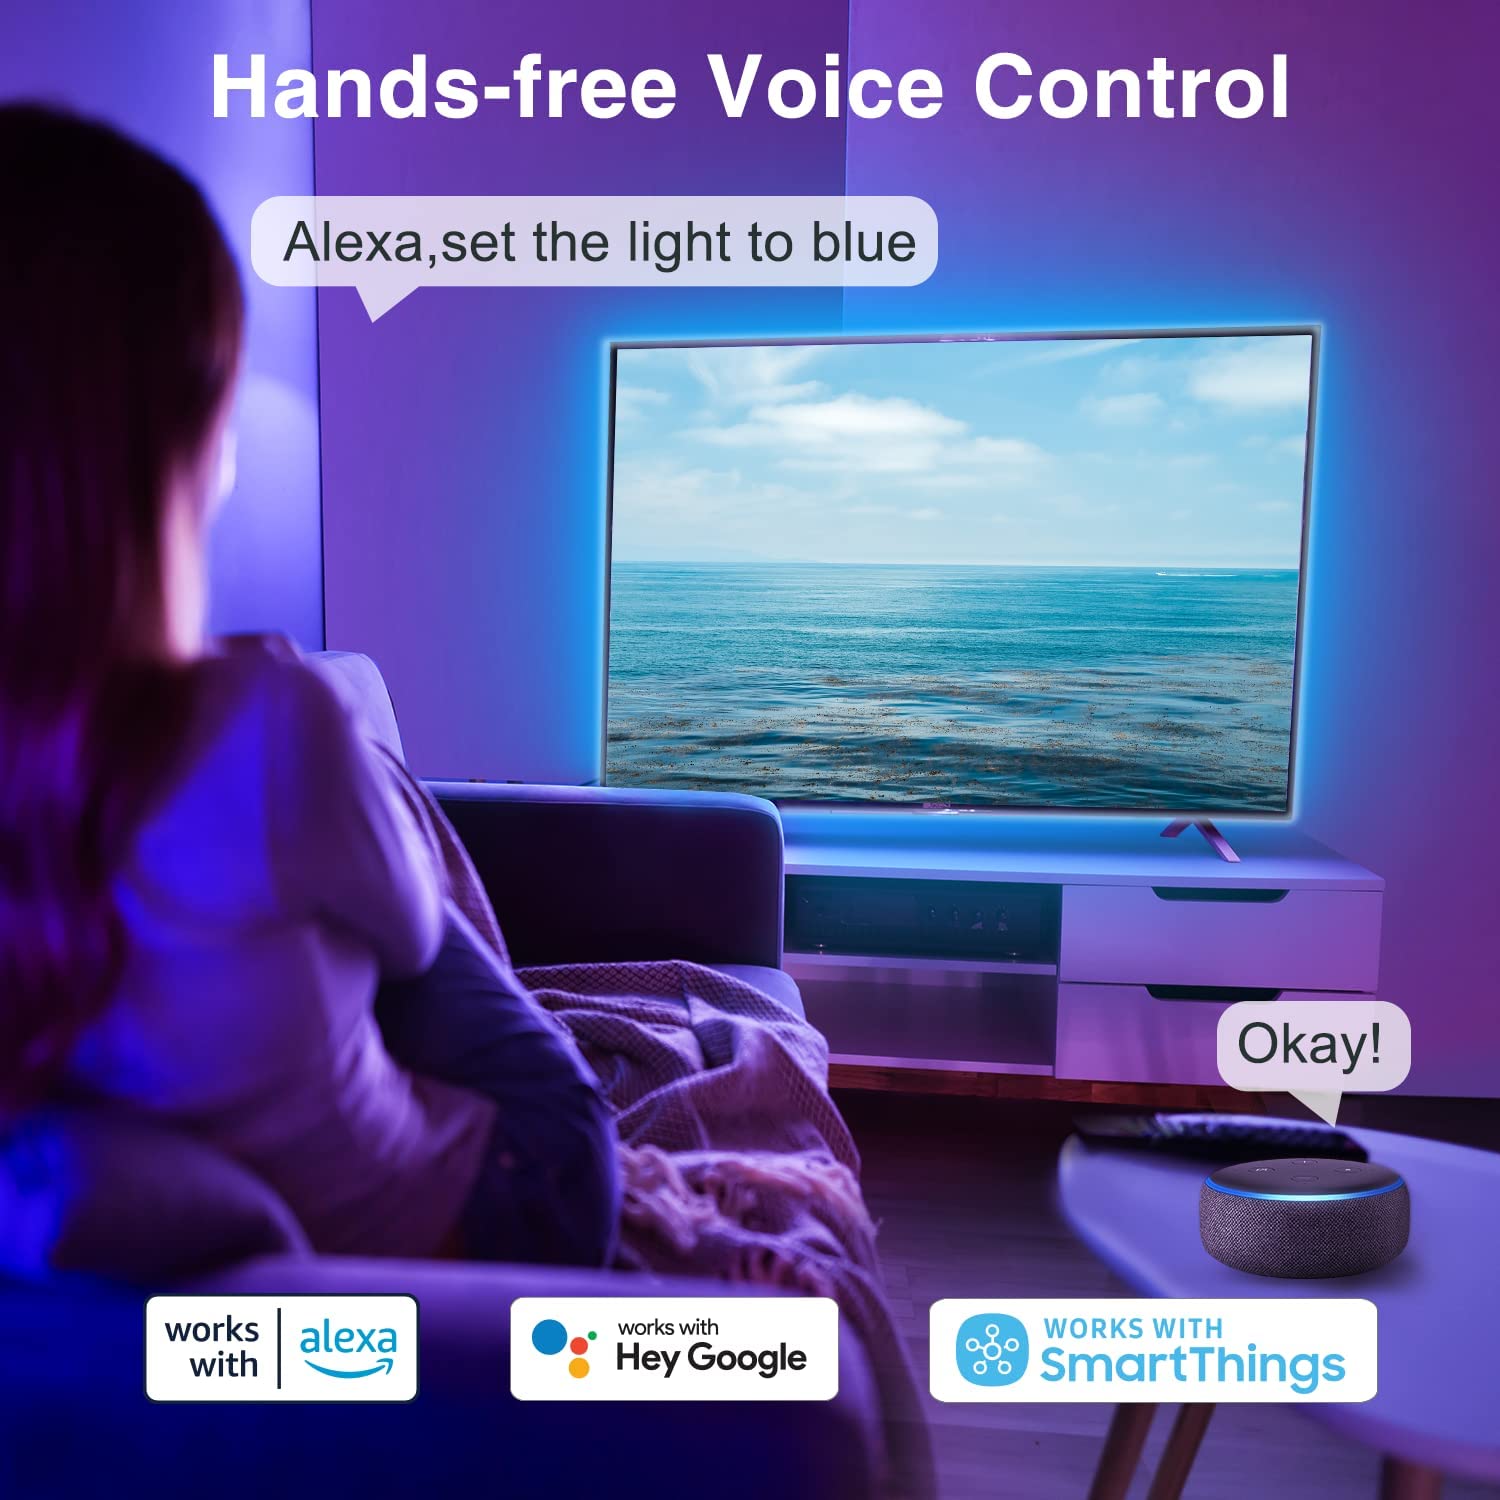 Hands-free Voice Control
Alexa,set the light to blue
Okay!
works
with
alexa
works with
Hey Google
WORKS WITH
SmartThings